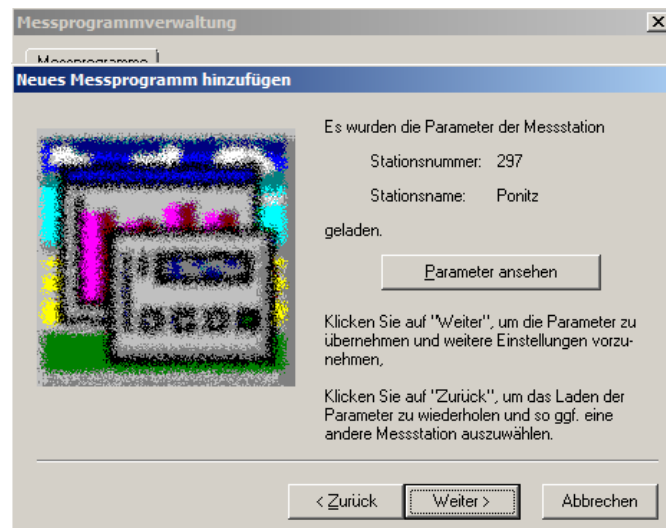 Messprogrammverwaltung
Messprogramme
Neues Messprogramm hinzufügen
Es wurden die Parameter der Messstation
Stationsnummer: 297
Stationsname: Ponitz
geladen.
Parameter ansehen
Klicken Sie auf "Weiter", um die Parameter zu
übernehmen und weitere Einstellungen vorzu-
nehmen,
Klicken Sie auf "Zurück", um das Laden der
Parameter zu wiederholen und so ggf. eine
andere Messstation auszuwählen.
< Zurück Weiter > Abbrechen